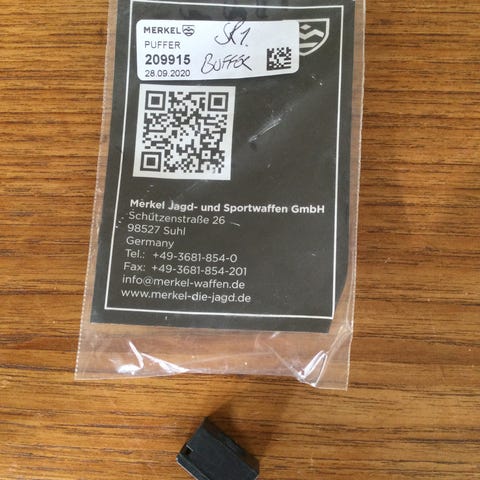 MERKEL
PUFFER
209915
28.09.2020
SR1.
BUFFER
Merkel Jagd- und Sportwaffen GmbH
Schützenstraße 26
98527 Suhl
Germany
Tel.: +49-3681-854-0
Fax: +49-3681-854-201
info@merkel-waffen.de
www.merkel-die-jagd.de